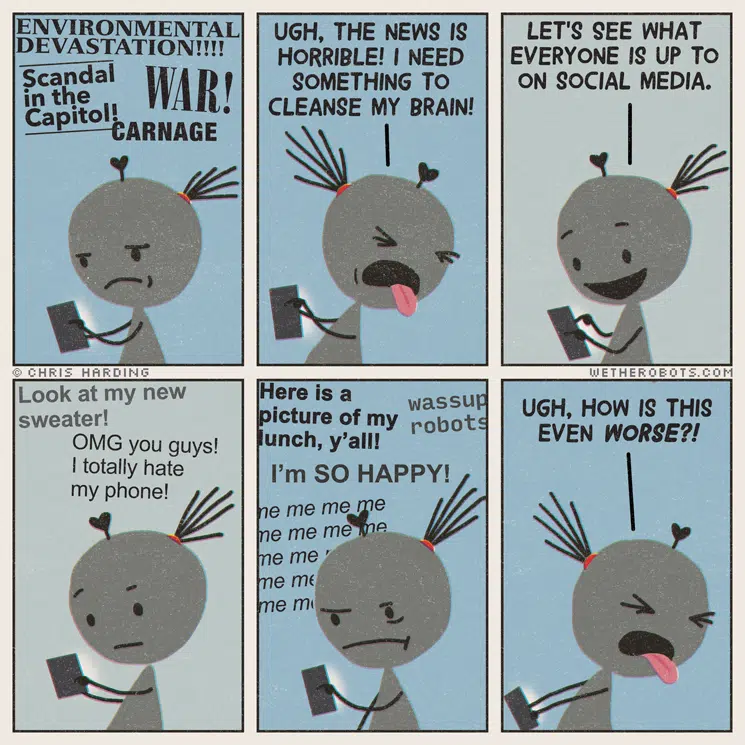 ENVIRONMENTAL
DEVASTATION!!!!
Scandal
in the
Capitol!
WAR!
CARNAGE
UGH, THE NEWS IS
HORRIBLE! I NEED
SOMETHING TO
CLEANSE MY BRAIN!
LET'S SEE WHAT
EVERYONE IS UP TO
ON SOCIAL MEDIA.
© CHRIS HARDING
WETHEROBOTS.COM
Look at my new
sweater!
OMG you guys!
I totally hate
my phone!
Here is a
picture of my
lunch, y'all!
wassup
robots
I'm SO HAPPY!
me me me me
me me me me
me me
me me
me me
UGH, HOW IS THIS
EVEN WORSE?!